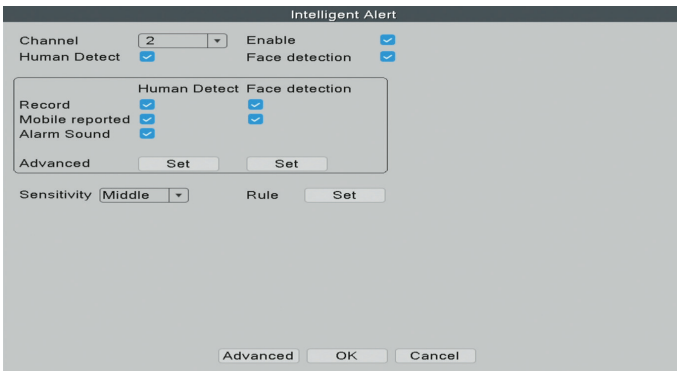 Intelligent Alert
Channel 2 Enable
Human Detect Face detection
Human Detect Face detection
Record
Mobile reported
Alarm Sound
Advanced Set Set
Sensitivity Middle Rule Set
Advanced OK Cancel